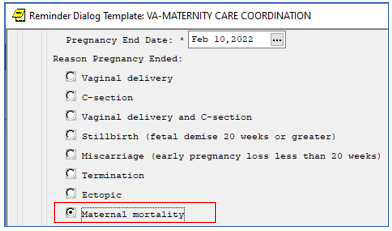 Reminder Dialog Template: VA-MATERNITY CARE COORDINATION
Pregnancy End Date: * Feb 10,2022 ...
Reason Pregnancy Ended:
Vaginal delivery
C-section
Vaginal delivery and C-section
Stillbirth (fetal demise 20 weeks or greater)
Miscarriage (early pregnancy loss less than 20 weeks)
Termination
Ectopic
Maternal mortality